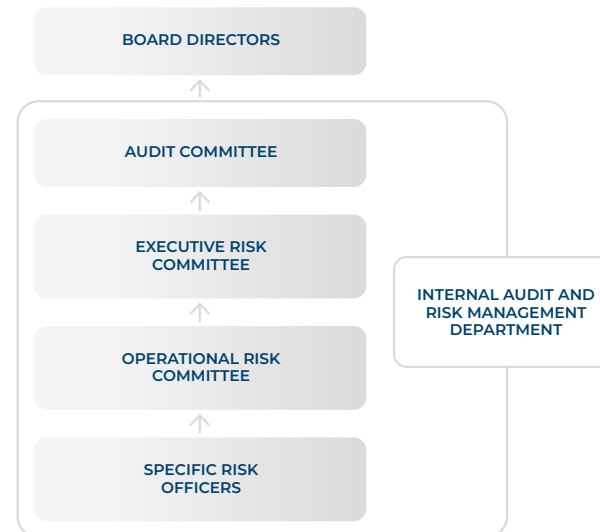 BOARD DIRECTORS
AUDIT COMMITTEE
EXECUTIVE RISK
COMMITTEE
INTERNAL AUDIT AND
RISK MANAGEMENT
DEPARTMENT
OPERATIONAL RISK
COMMITTEE
SPECIFIC RISK
OFFICERS